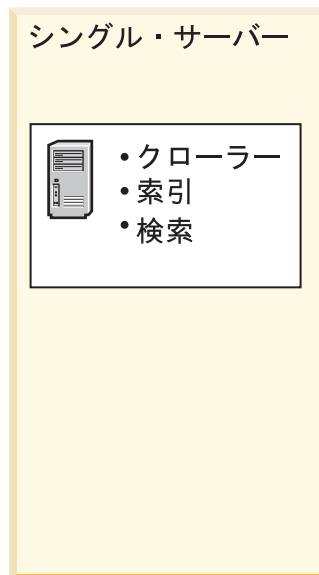 シングル・サーバー
•クローラー
•索引
•検索